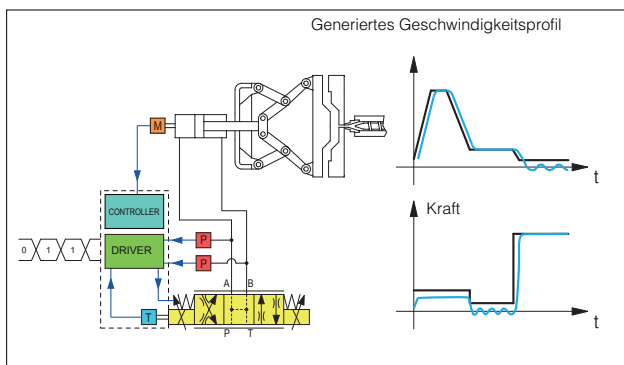 Generiertes Geschwindigkeitsprofil
M
t
CONTROLLER
Kraft
0 1 1
DRIVER
P
P
A B
T
P T
t